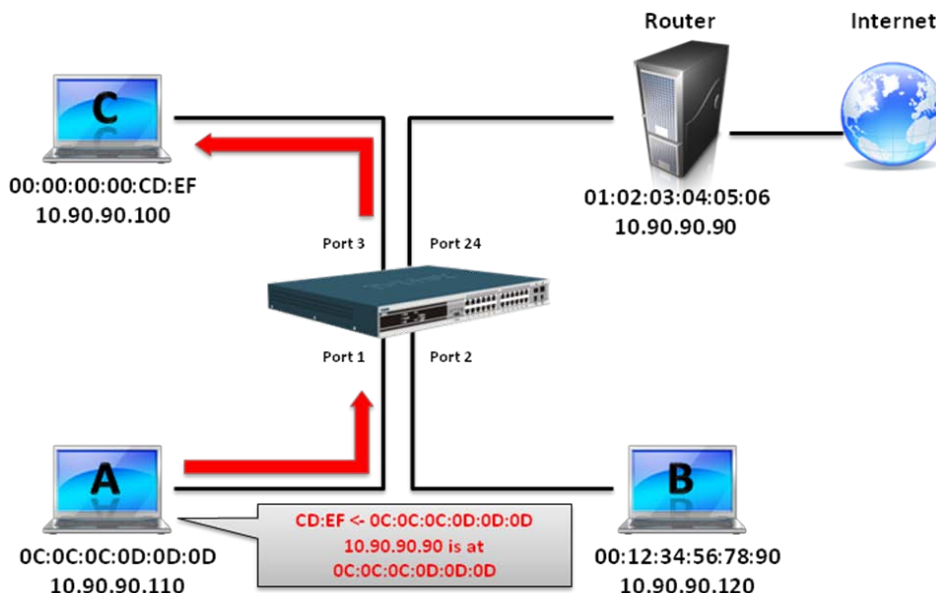 Router
Internet
C
00:00:00:00:CD:EF
10.90.90.100
01:02:03:04:05:06
10.90.90.90
Port 3
Port 24
Port 1
Port 2
A
B
CD:EF <- 0C:0C:0C:0D:0D:0D
10.90.90.90 is at
0C:0C:0C:0D:0D:0D
0C:0C:0C:0D:0D:0D
10.90.90.110
00:12:34:56:78:90
10.90.90.120